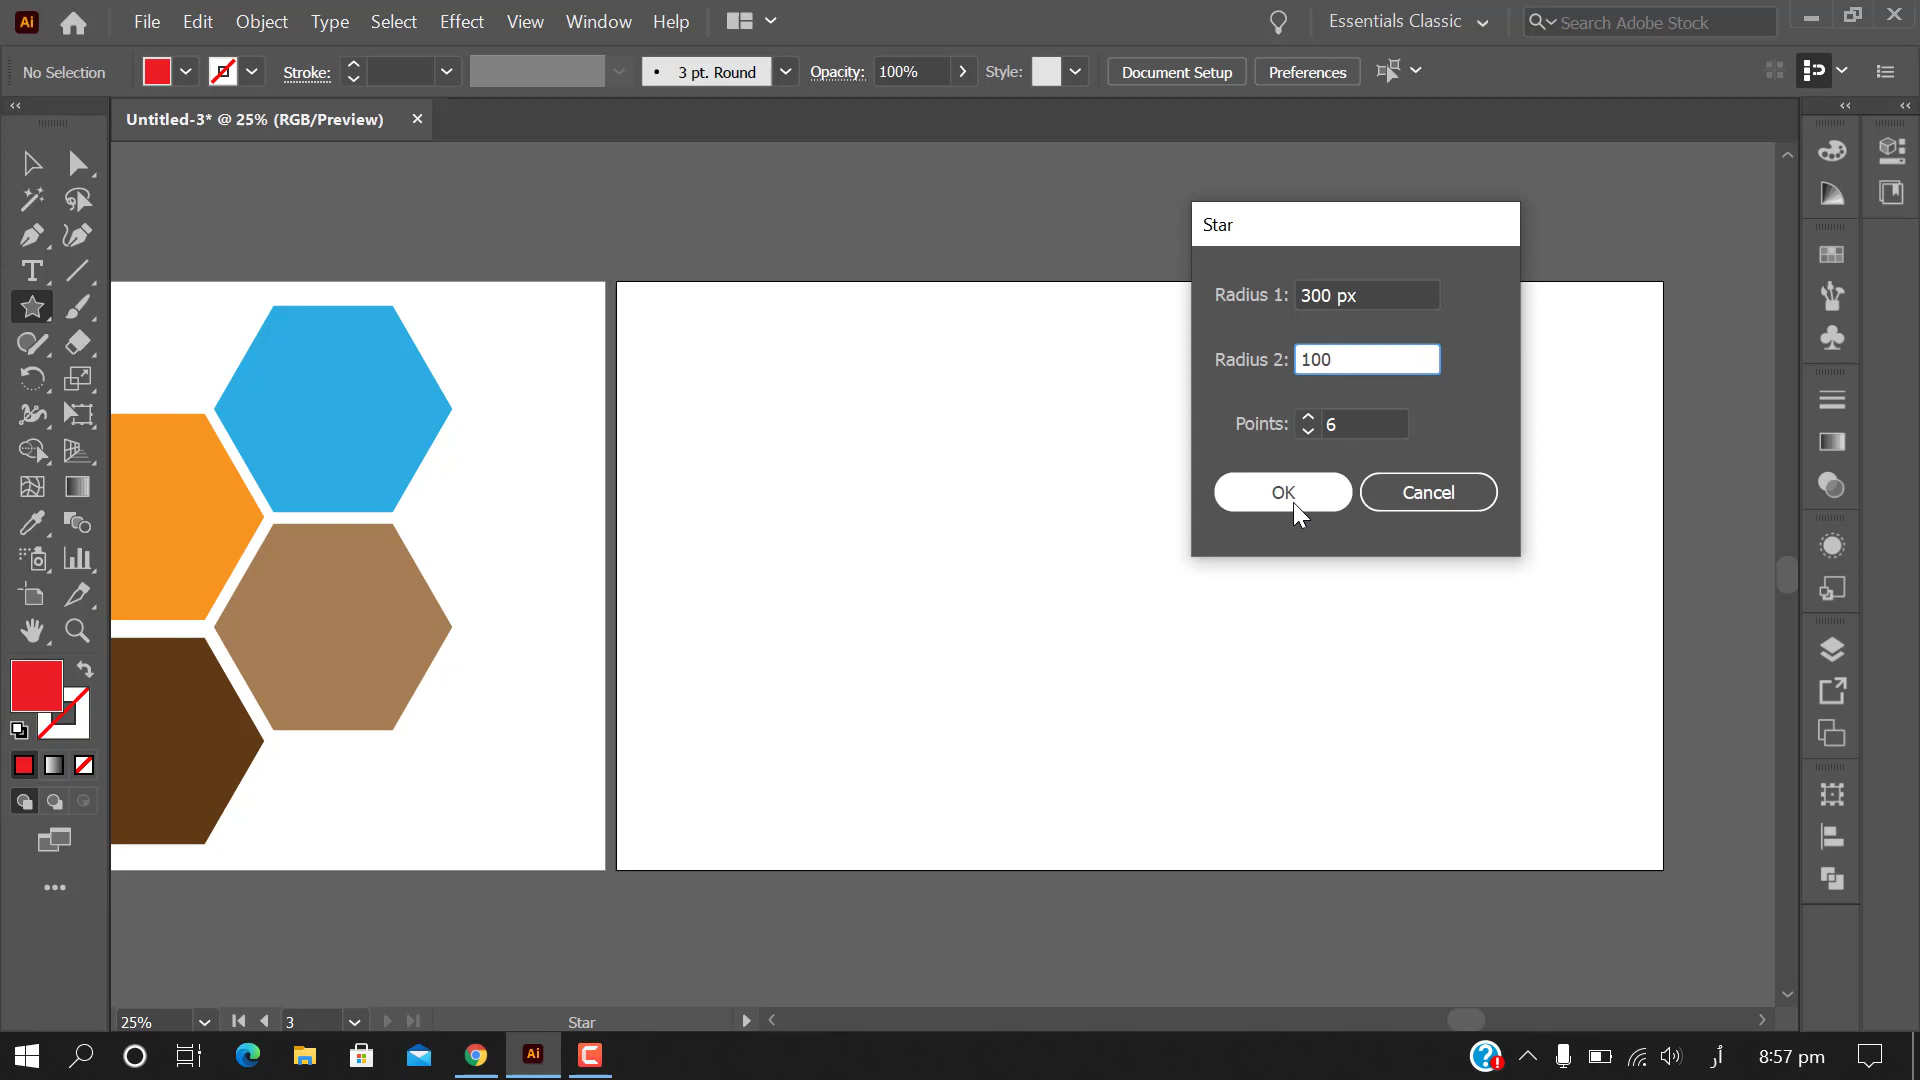 Ai File Edit Object Type Select Effect View Window Help Essentials Classic Search Adobe Stock
No Selection Stroke: 3 pt. Round Opacity: 100% Style: Document Setup Preferences
Untitled-3* @ 25% (RGB/Preview)
Star
Radius 1: 300 px
Radius 2: 100
Points: 6
OK Cancel
25% 3 Star
Ai 8:57 pm